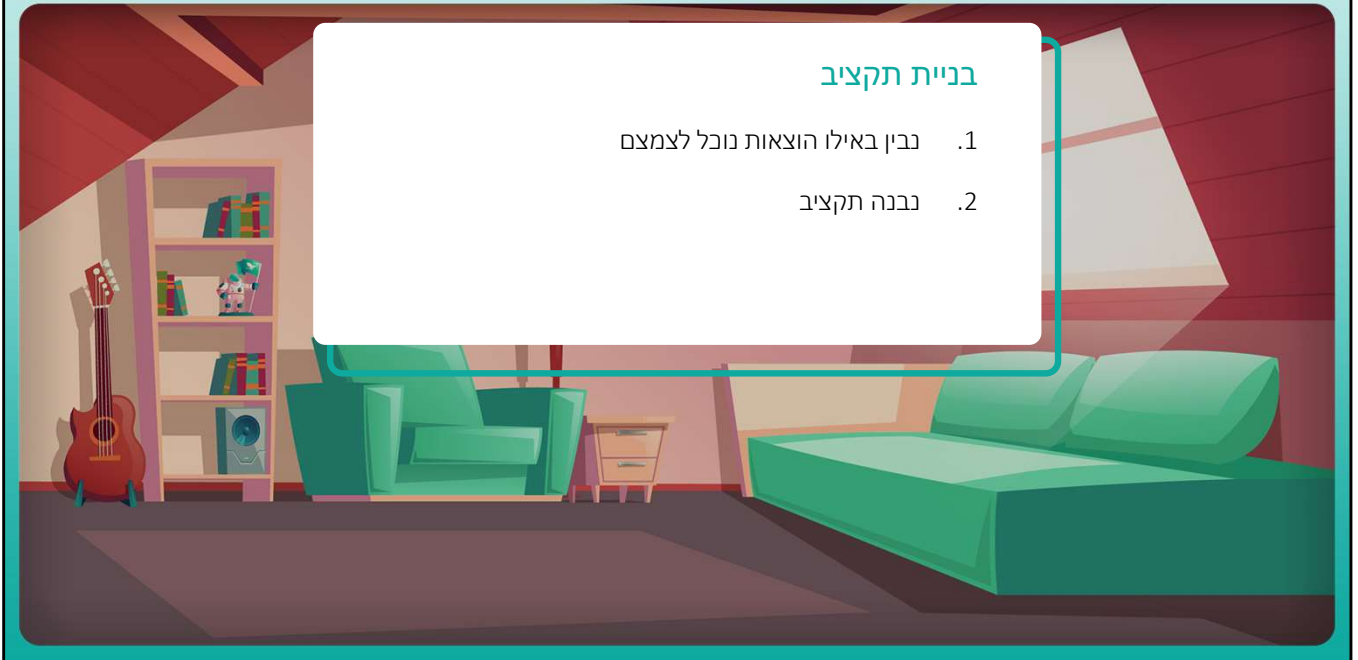 בניית תקציב
1. נבין באילו הוצאות נוכל לצמצם
2. נבנה תקציב